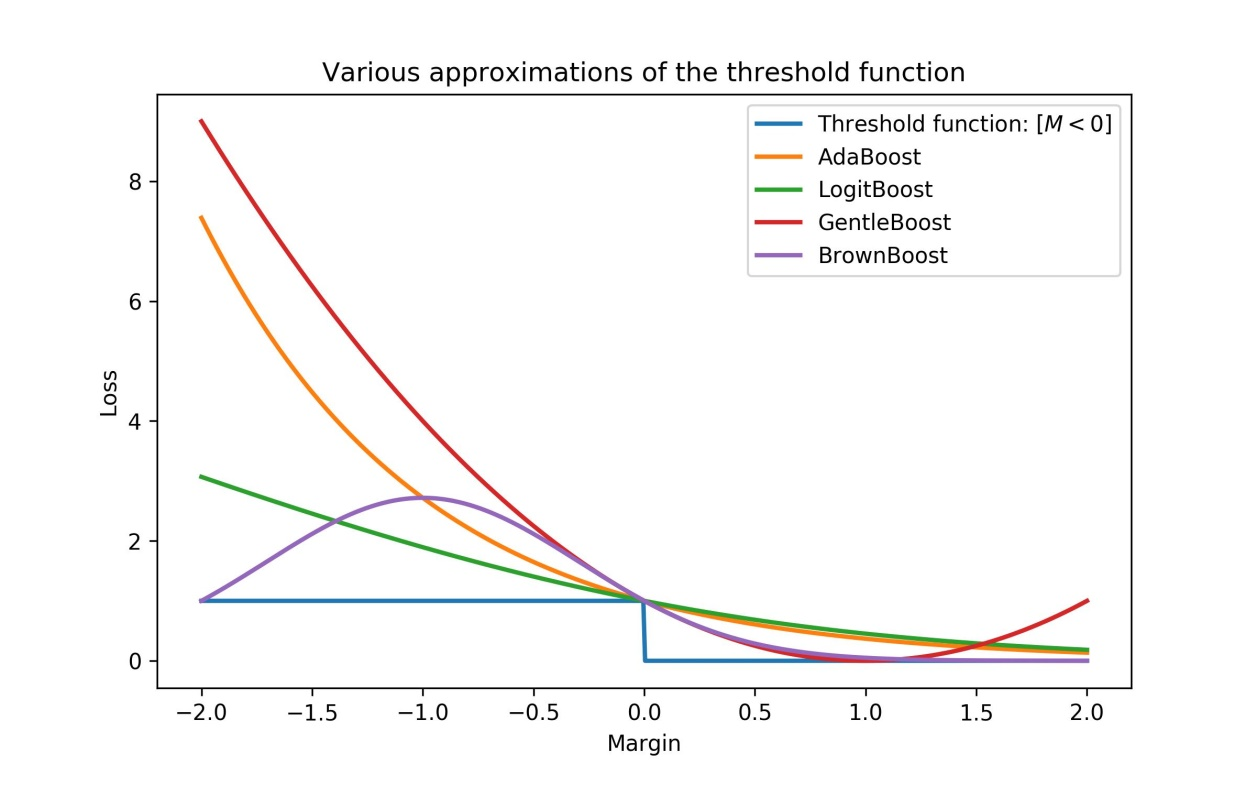 Various approximations of the threshold function
Threshold function: [M < 0]
AdaBoost
LogitBoost
GentleBoost
BrownBoost
8
6
4
2
0
Loss
−2.0 −1.5 −1.0 −0.5 0.0 0.5 1.0 1.5 2.0
Margin